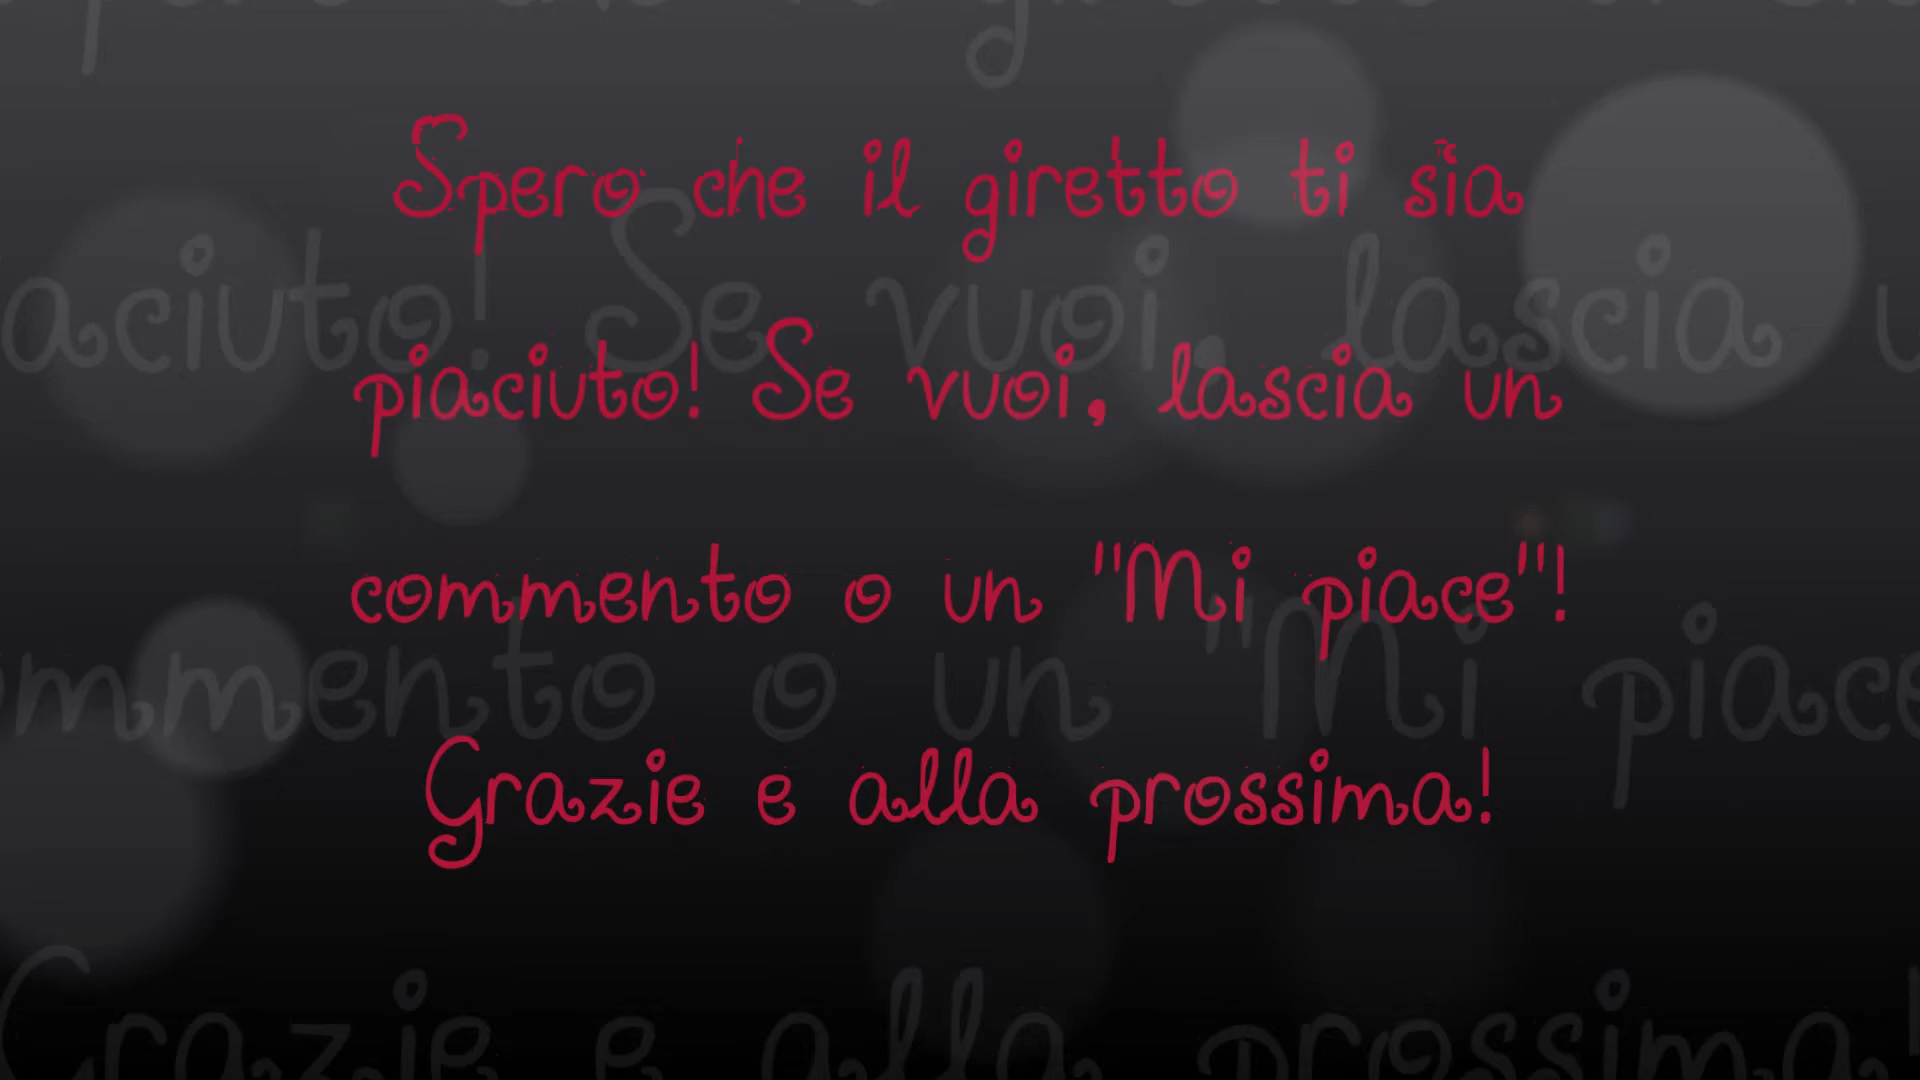 Spero che il giretto ti sia
piaciuto! Se vuoi, lascia un
commento o un "Mi piace"!
Grazie e alla prossima!